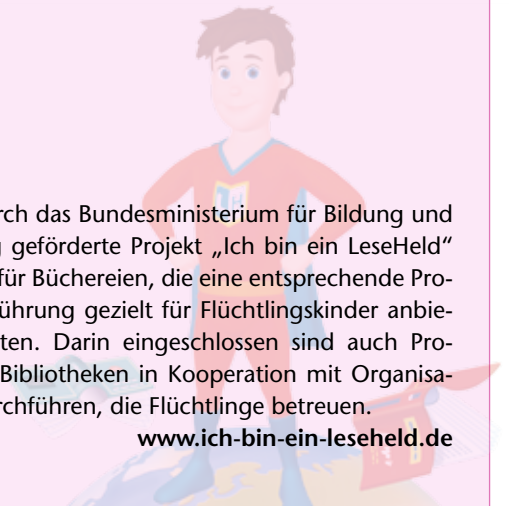 rch das Bundesministerium für Bildung und
g geförderte Projekt „Ich bin ein LeseHeld“
für Büchereien, die eine entsprechende Pro-
führung gezielt für Flüchtlingskinder anbie-
ten. Darin eingeschlossen sind auch Pro-
Bibliotheken in Kooperation mit Organisa-
rchführen, die Flüchtlinge betreuen.
www.ich-bin-ein-leseheld.de